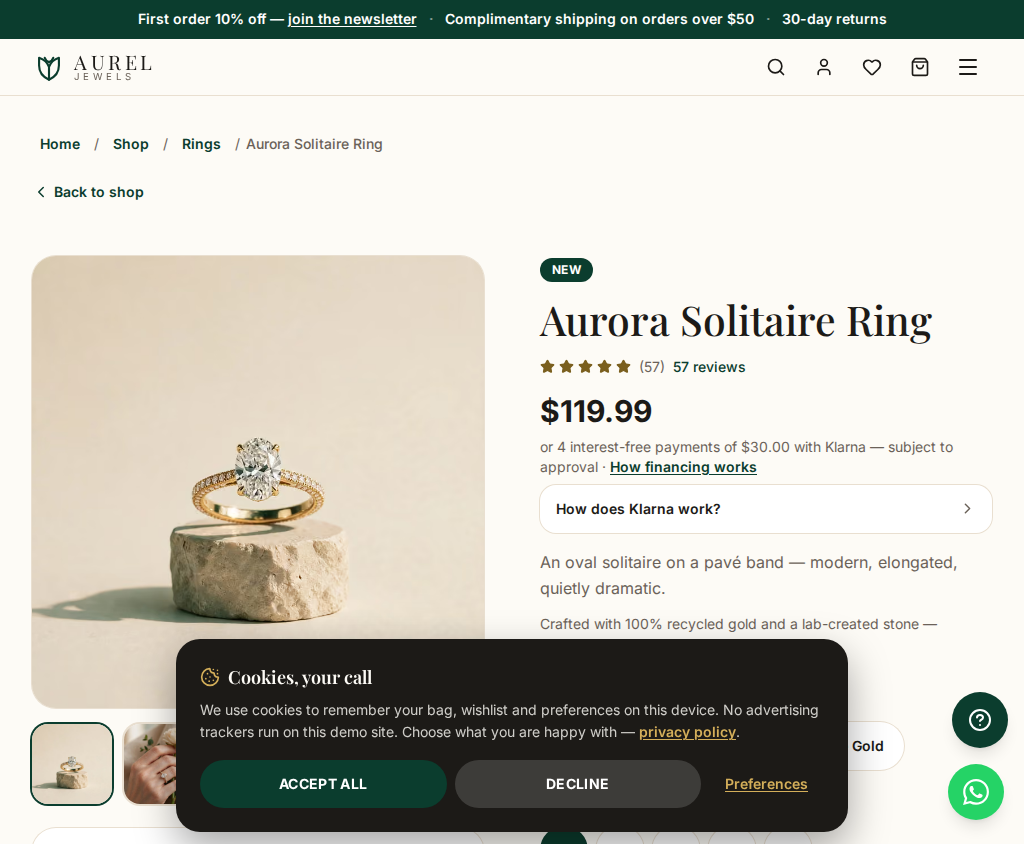 First order 10% off — join the newsletter · Complimentary shipping on orders over $50 · 30-day returns
AUREL
JEWELS
Home / Shop / Rings / Aurora Solitaire Ring
Back to shop
NEW
Aurora Solitaire Ring
(57) 57 reviews
$119.99
or 4 interest-free payments of $30.00 with Klarna — subject to
approval · How financing works
How does Klarna work?
An oval solitaire on a pavé band — modern, elongated,
quietly dramatic.
Crafted with 100% recycled gold and a lab-created stone —
Cookies, your call
We use cookies to remember your bag, wishlist and preferences on this device. No advertising
trackers run on this demo site. Choose what you are happy with — privacy policy.
Gold
ACCEPT ALL
DECLINE
Preferences